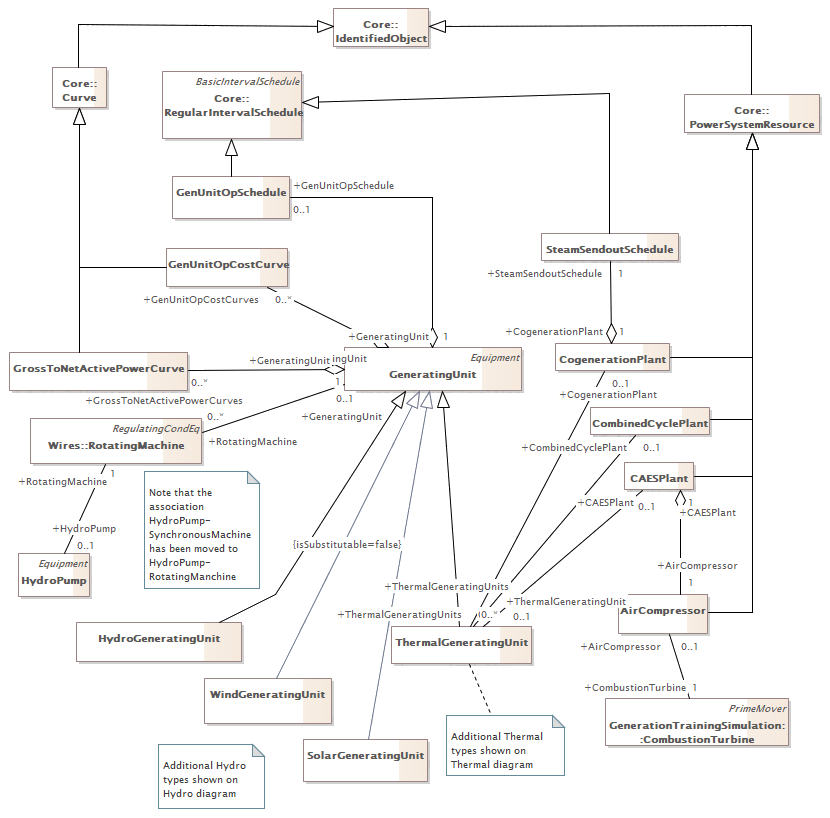 Core::
IdentifiedObject
Core::
Curve
BasicIntervalSchedule
Core::
RegularIntervalSchedule
Core::
PowerSystemResource
GenUnitOpSchedule
+GenUnitOpSchedule
0..1
SteamSendoutSchedule
+SteamSendoutSchedule
1
GenUnitOpCostCurve
+GenUnitOpCostCurves
0..*
+GeneratingUnit
1
+CogenerationPlant
1
GrossToNetActivePowerCurve
0..*
+GrossToNetActivePowerCurves
+GeneratingUnit
ingUnit
1
0..1
+GeneratingUnit
Equipment
GeneratingUnit
CogenerationPlant
0..1
+CogenerationPlant
0..*
+RotatingMachine
RegulatingCondEq
Wires::RotatingMachine
CombinedCyclePlant
+CombinedCyclePlant
0..1
CAESPlant
+RotatingMachine
1
+CAESPlant
0..1
1
+CAESPlant
Note that the
association
HydroPump-
SynchronousMachine
has been moved to
HydroPump-
RotatingManchine
+HydroPump
0..1
{isSubstitutable=false}
Equipment
HydroPump
+AirCompressor
1
+ThermalGeneratingUnits
+ThermalGeneratingUnit
+ThermalGeneratingUnits
0..*
0..1
AirCompressor
HydroGeneratingUnit
ThermalGeneratingUnit
+AirCompressor
0..1
WindGeneratingUnit
+CombustionTurbine
1
PrimeMover
GenerationTrainingSimulation:
:CombustionTurbine
Additional Thermal
types shown on
Thermal diagram
SolarGeneratingUnit
Additional Hydro
types shown on
Hydro diagram